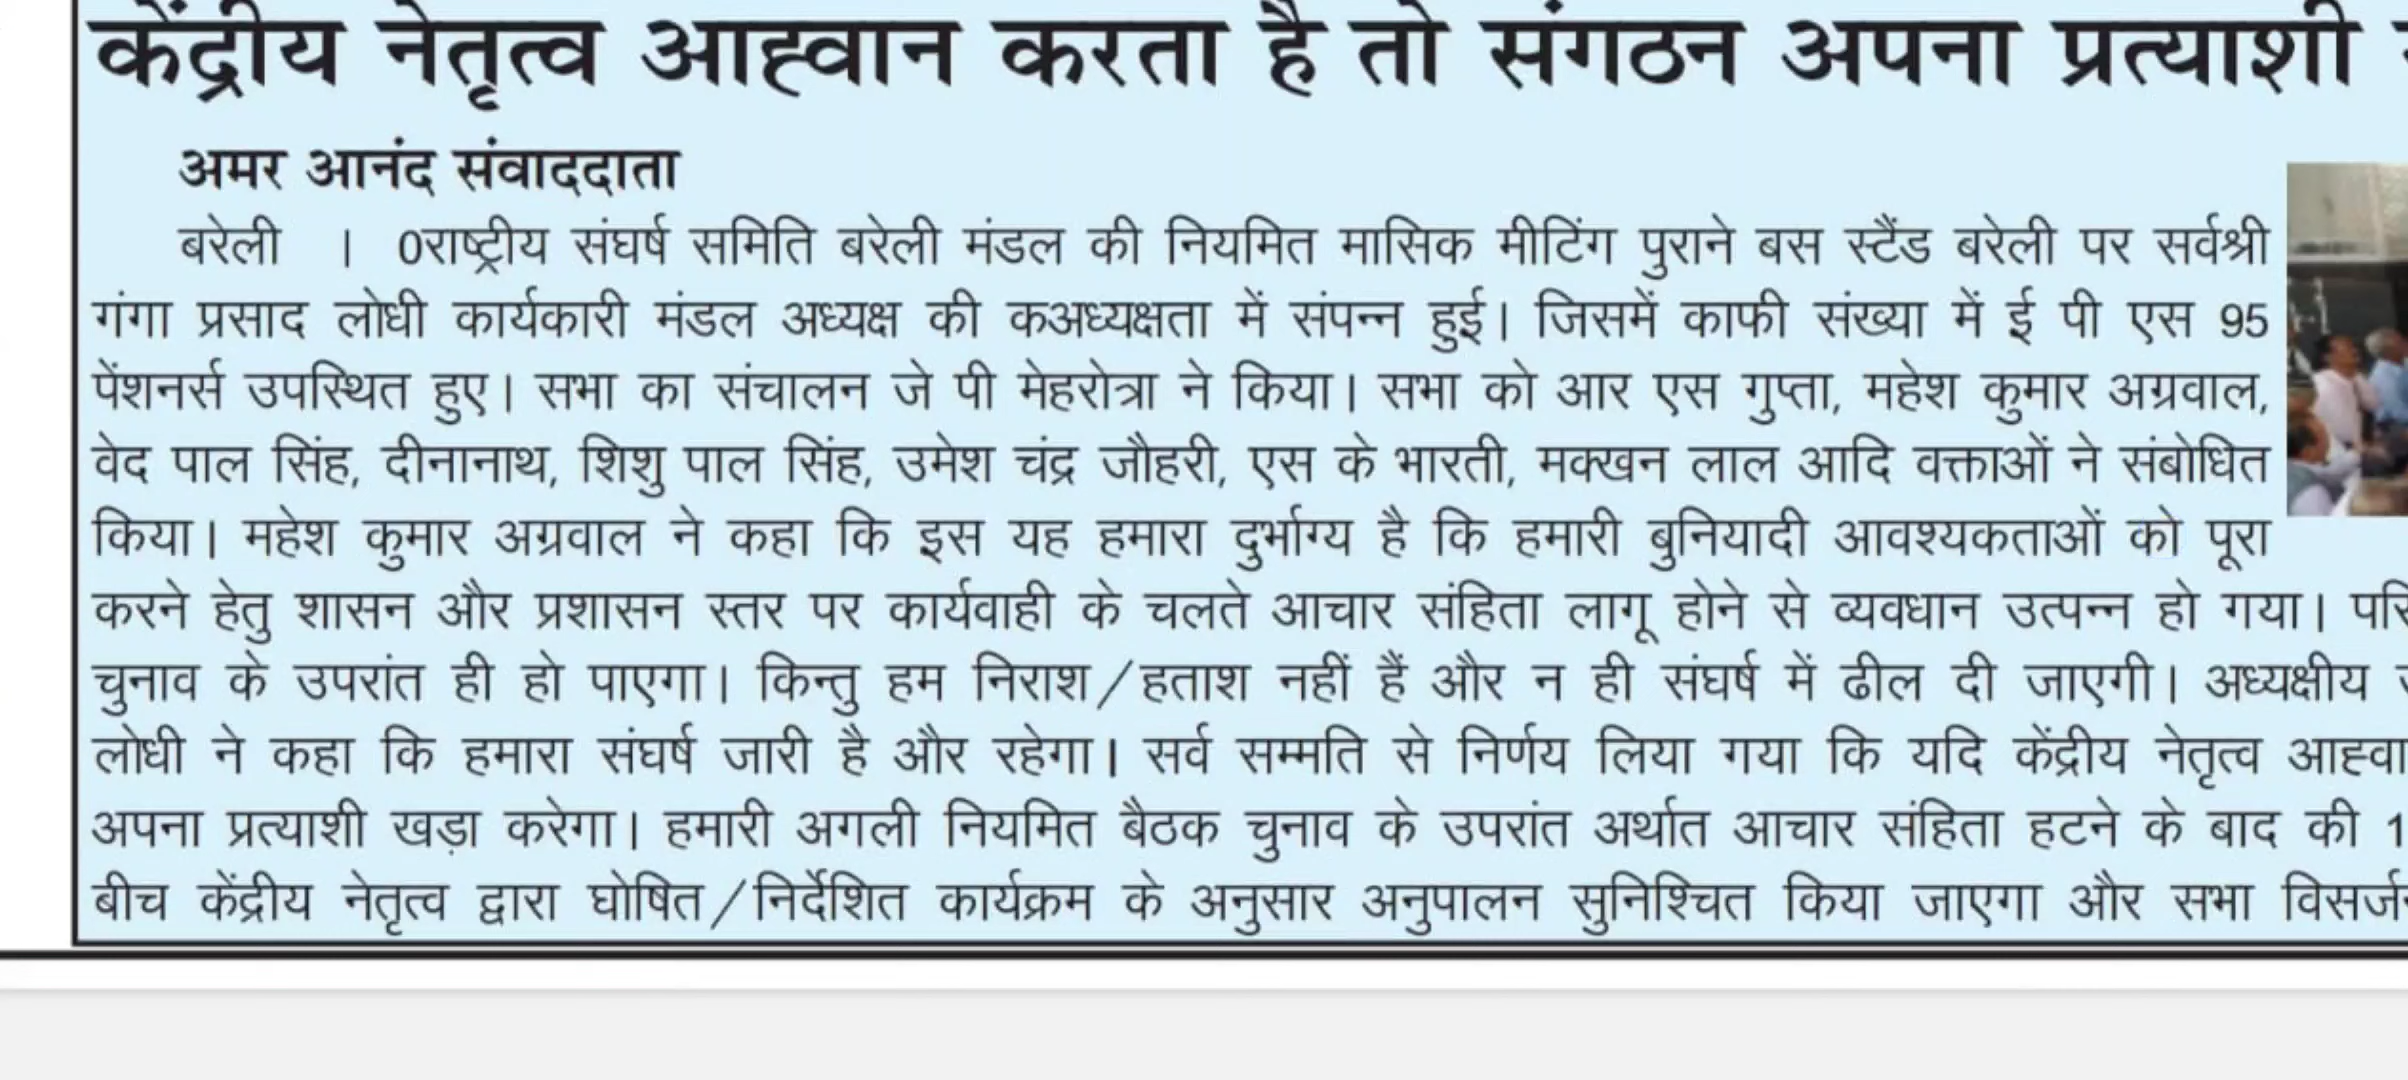 केंद्रीय नेतृत्व आह्वान करता है तो संगठन अपना प्रत्याशी
अमर आनंद संवाददाता
बरेली । 0राष्ट्रीय संघर्ष समिति बरेली मंडल की नियमित मासिक मीटिंग पुराने बस स्टैंड बरेली पर सर्वश्री
गंगा प्रसाद लोधी कार्यकारी मंडल अध्यक्ष की कअध्यक्षता में संपन्न हुई। जिसमें काफी संख्या में ई पी एस 95
पेंशनर्स उपस्थित हुए। सभा का संचालन जे पी मेहरोत्रा ने किया। सभा को आर एस गुप्ता, महेश कुमार अग्रवाल,
वेद पाल सिंह, दीनानाथ, शिशु पाल सिंह, उमेश चंद्र जौहरी, एस के भारती, मक्खन लाल आदि वक्ताओं ने संबोधित
किया। महेश कुमार अग्रवाल ने कहा कि इस यह हमारा दुर्भाग्य है कि हमारी बुनियादी आवश्यकताओं को पूरा
करने हेतु शासन और प्रशासन स्तर पर कार्यवाही के चलते आचार संहिता लागू होने से व्यवधान उत्पन्न हो गया।
चुनाव के उपरांत ही हो पाएगा। किन्तु हम निराश/हताश नहीं हैं और न ही संघर्ष में ढील दी जाएगी। अध्यक्षीय
लोधी ने कहा कि हमारा संघर्ष जारी है और रहेगा। सर्व सम्मति से निर्णय लिया गया कि यदि केंद्रीय नेतृत्व
अपना प्रत्याशी खड़ा करेगा। हमारी अगली नियमित बैठक चुनाव के उपरांत अर्थात आचार संहिता हटने के बाद की
बीच केंद्रीय नेतृत्व द्वारा घोषित/निर्देशित कार्यक्रम के अनुसार अनुपालन सुनिश्चित किया जाएगा और सभा